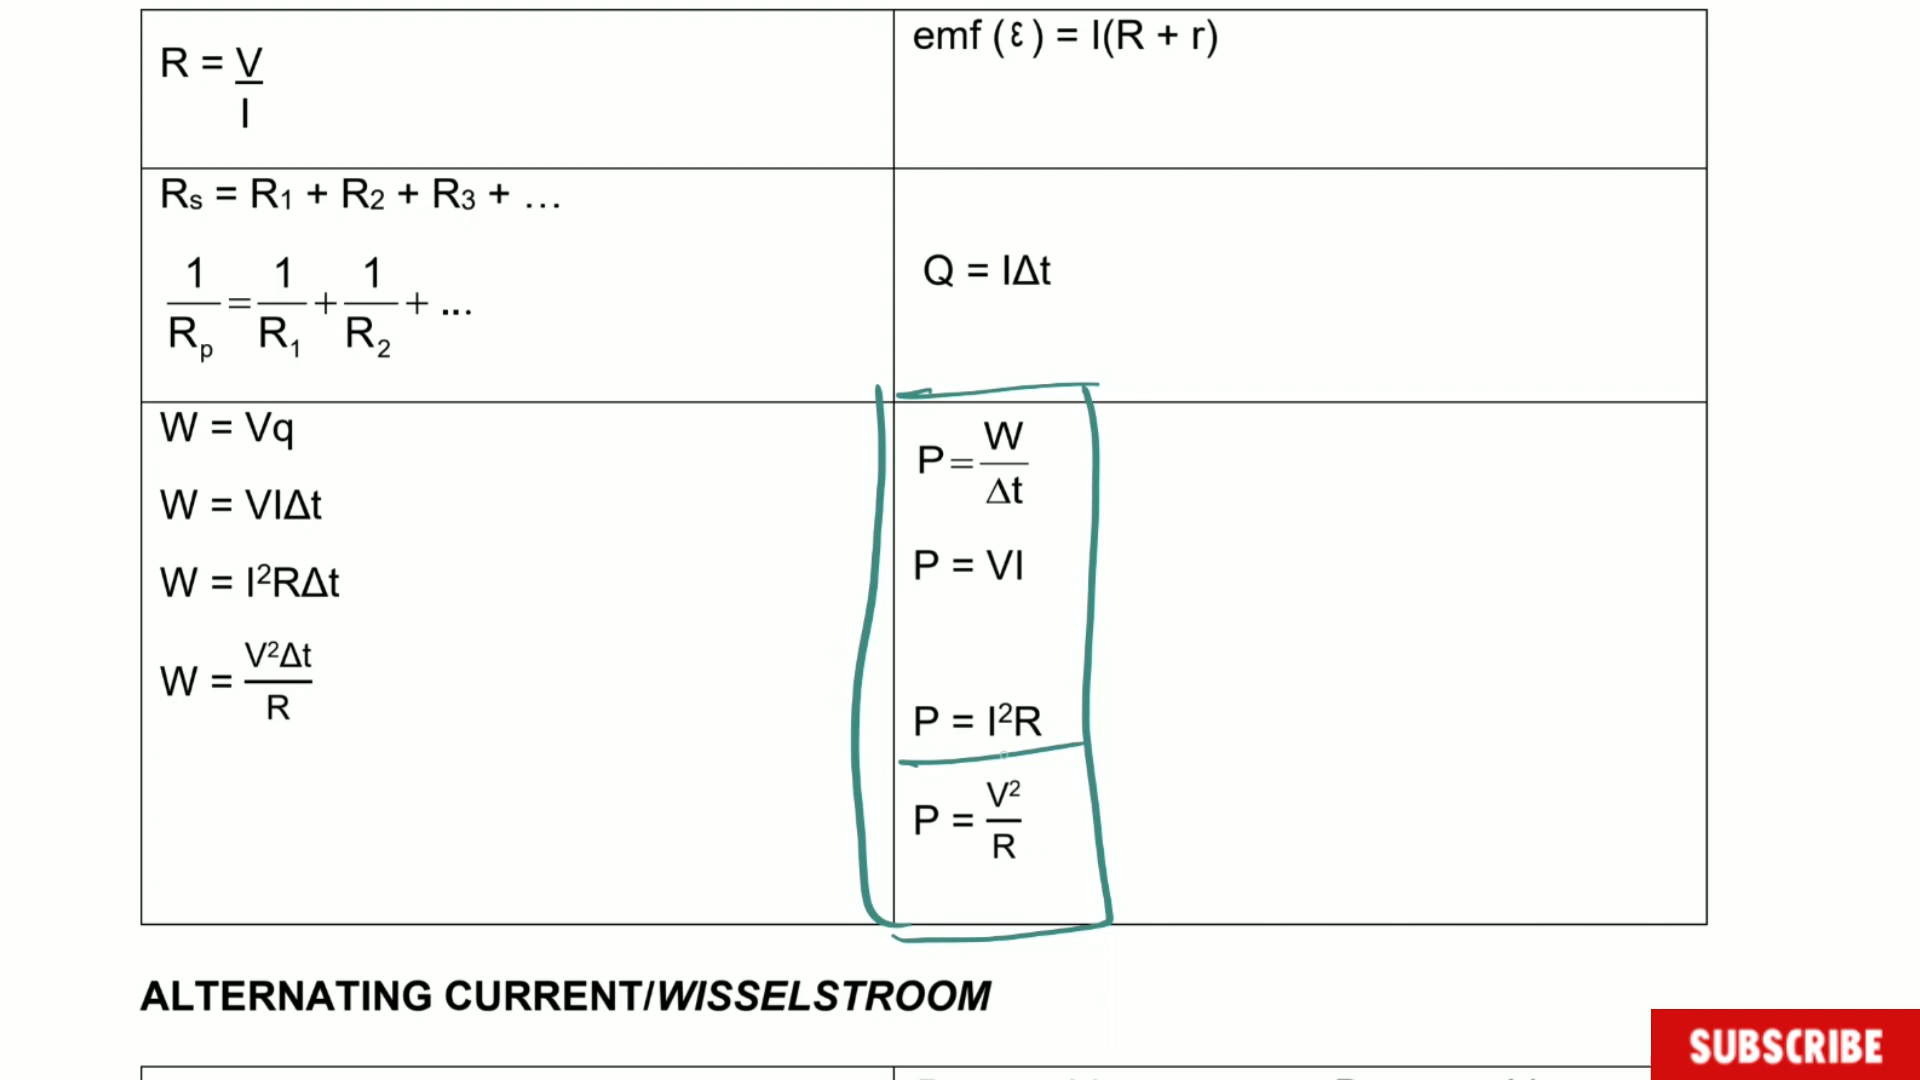 R = V/I
emf (ε) = I(R + r)
Rs = R1 + R2 + R3 + …
1/Rp = 1/R1 + 1/R2 + ...
Q = IΔt
W = Vq
W = VIΔt
W = I²RΔt
W = V²Δt/R
P = W/Δt
P = VI
P = I²R
P = V²/R
ALTERNATING CURRENT/WISSELSTROOM
SUBSCRIBE